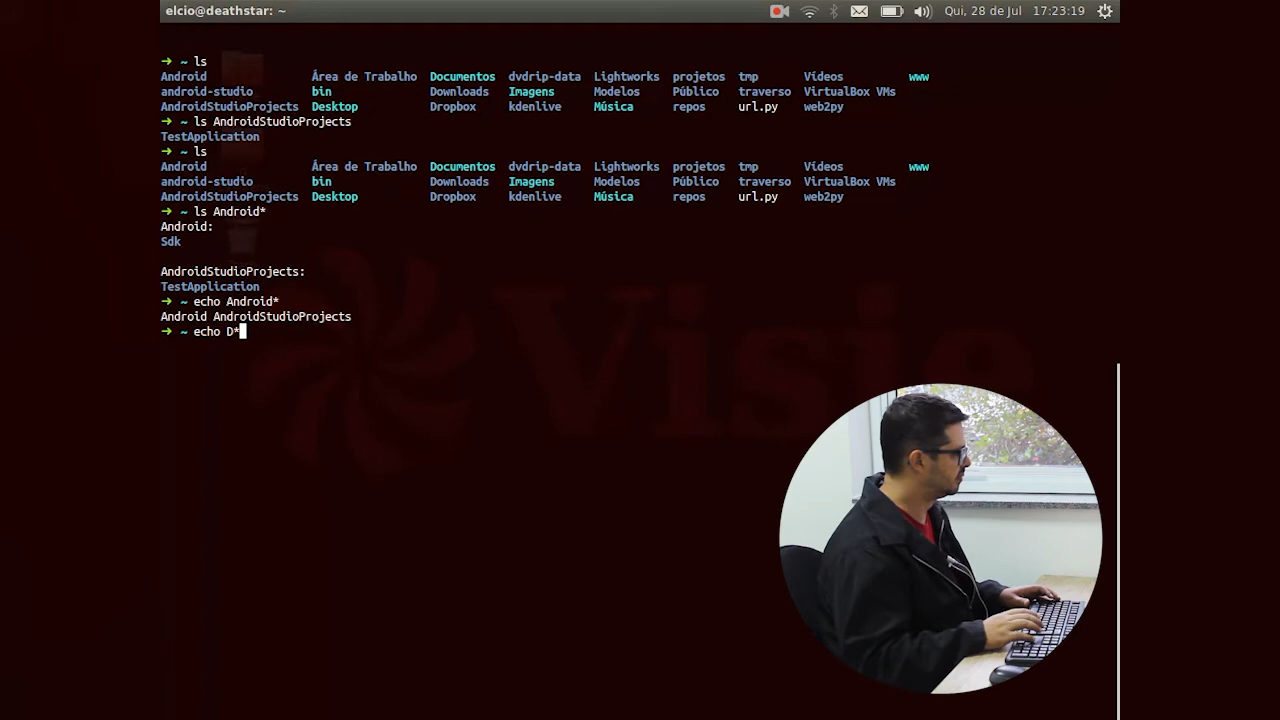 elcio@deathstar: ~ Qui, 28 de Jul 17:23:19
➜ ~ ls
Android Área de Trabalho Documentos dvdrip-data Lightworks projetos tmp Vídeos www
android-studio bin Downloads Imagens Modelos Público traverso VirtualBox VMs
AndroidStudioProjects Desktop Dropbox kdenlive Música repos url.py web2py
➜ ~ ls AndroidStudioProjects
TestApplication
➜ ~ ls
Android Área de Trabalho Documentos dvdrip-data Lightworks projetos tmp Vídeos www
android-studio bin Downloads Imagens Modelos Público traverso VirtualBox VMs
AndroidStudioProjects Desktop Dropbox kdenlive Música repos url.py web2py
➜ ~ ls Android*
Android:
Sdk
AndroidStudioProjects:
TestApplication
➜ ~ echo Android*
Android AndroidStudioProjects
➜ ~ echo D*
Visie